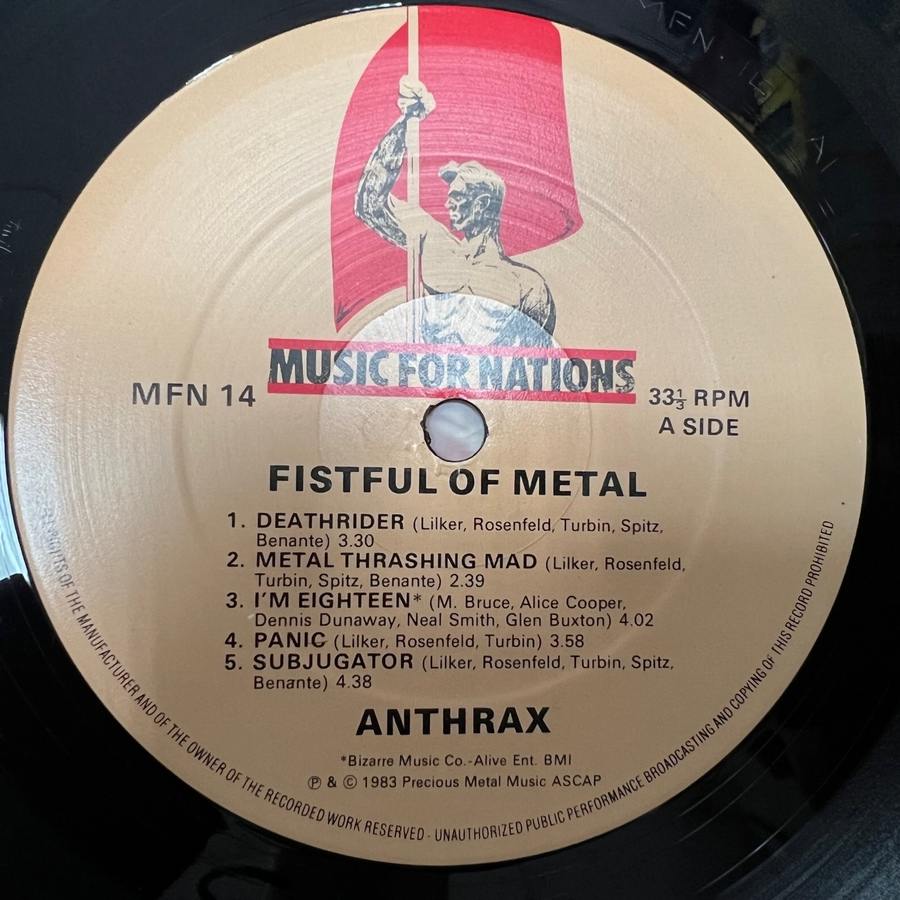 MFN. 14 A1 =
MUSIC FOR NATIONS
MFN 14
33⅓ RPM
A SIDE
FISTFUL OF METAL
1. DEATHRIDER (Lilker, Rosenfeld, Turbin, Spitz,
Benante) 3.30
2. METAL THRASHING MAD (Lilker, Rosenfeld,
Turbin, Spitz, Benante) 2.39
3. I'M EIGHTEEN* (M. Bruce, Alice Cooper,
Dennis Dunaway, Neal Smith, Glen Buxton) 4.02
4. PANIC (Lilker, Rosenfeld, Turbin) 3.58
5. SUBJUGATOR (Lilker, Rosenfeld, Turbin, Spitz,
Benante) 4.38
ANTHRAX
*Bizarre Music Co.-Alive Ent. BMI
℗ & © 1983 Precious Metal Music ASCAP
ALL RIGHTS OF THE MANUFACTURER AND OF THE OWNER OF THE RECORDED WORK RESERVED - UNAUTHORIZED PUBLIC PERFORMANCE BROADCASTING AND COPYING OF THIS RECORD PROHIBITED